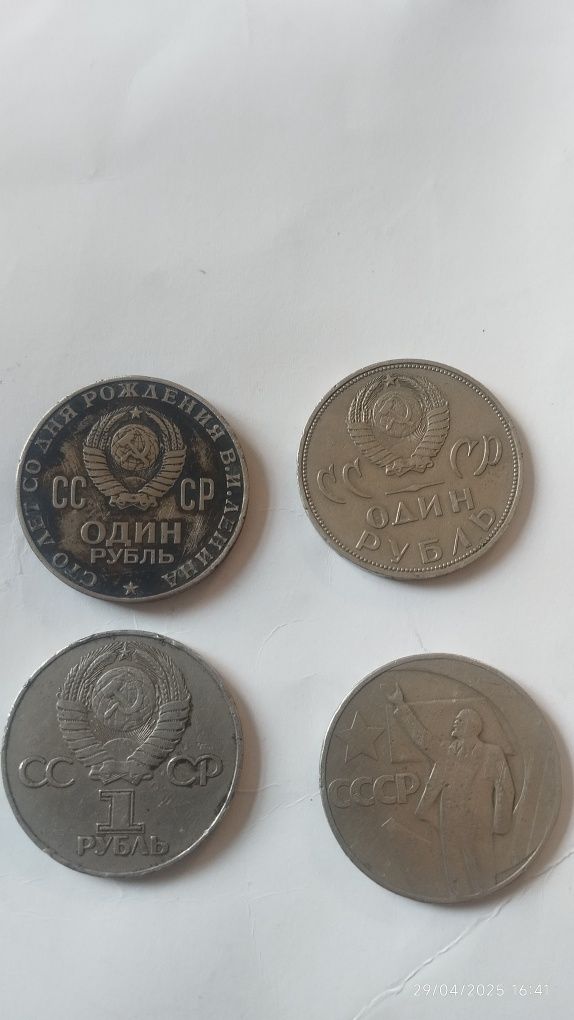 СТО ЛЕТ СО ДНЯ РОЖДЕНИЯ В.И.ЛЕНИНА
СС СР
ОДИН
РУБЛЬ
СС СР
ОДИН
РУБЛЬ
СС СР
1
РУБЛЬ
СССР
29/04/2025 16:41